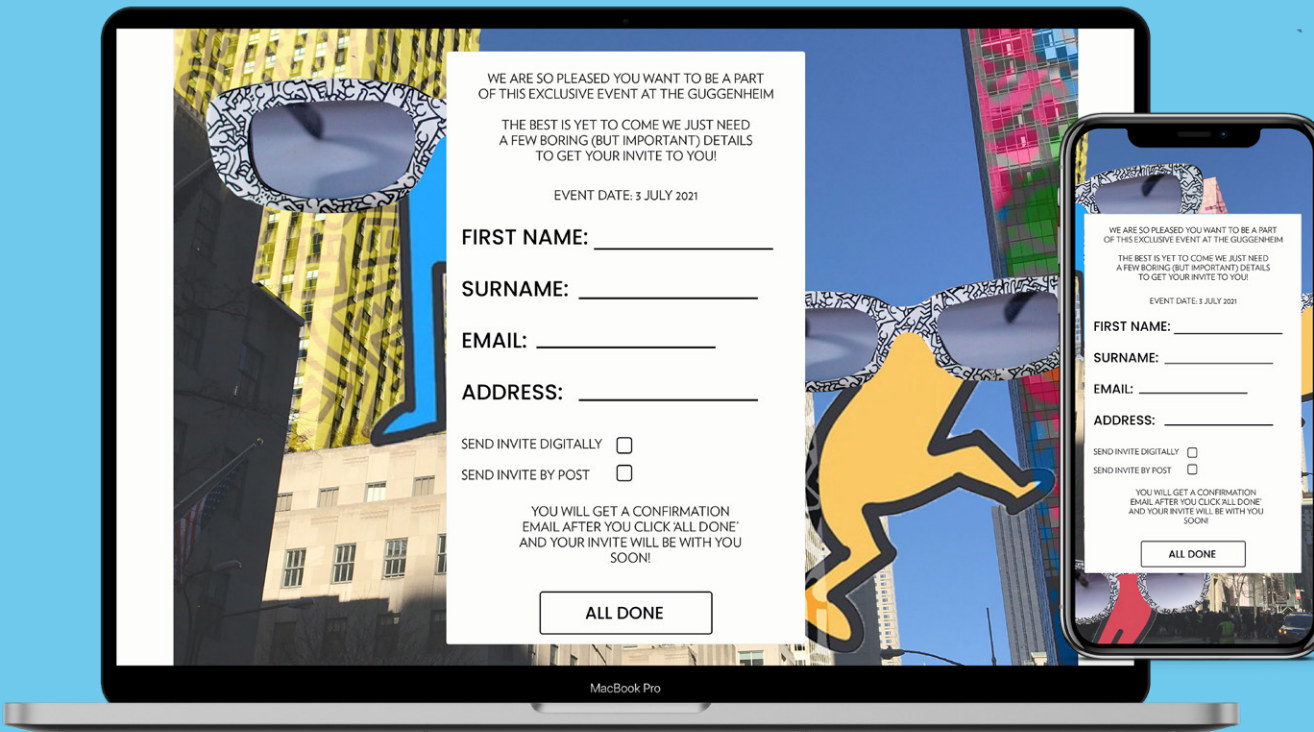 WE ARE SO PLEASED YOU WANT TO BE A PART
OF THIS EXCLUSIVE EVENT AT THE GUGGENHEIM
THE BEST IS YET TO COME WE JUST NEED
A FEW BORING (BUT IMPORTANT) DETAILS
TO GET YOUR INVITE TO YOU!
EVENT DATE: 3 JULY 2021
FIRST NAME:
SURNAME:
EMAIL:
ADDRESS:
SEND INVITE DIGITALLY
SEND INVITE BY POST
YOU WILL GET A CONFIRMATION
EMAIL AFTER YOU CLICK 'ALL DONE'
AND YOUR INVITE WILL BE WITH YOU
SOON!
ALL DONE
MacBook Pro
WE ARE SO PLEASED YOU WANT TO BE A PART
OF THIS EXCLUSIVE EVENT AT THE GUGGENHEIM
THE BEST IS YET TO COME WE JUST NEED
A FEW BORING (BUT IMPORTANT) DETAILS
TO GET YOUR INVITE TO YOU!
EVENT DATE: 3 JULY 2021
FIRST NAME:
SURNAME:
EMAIL:
ADDRESS:
SEND INVITE DIGITALLY
SEND INVITE BY POST
YOU WILL GET A CONFIRMATION
EMAIL AFTER YOU CLICK 'ALL DONE'
AND YOUR INVITE WILL BE WITH YOU
SOON!
ALL DONE